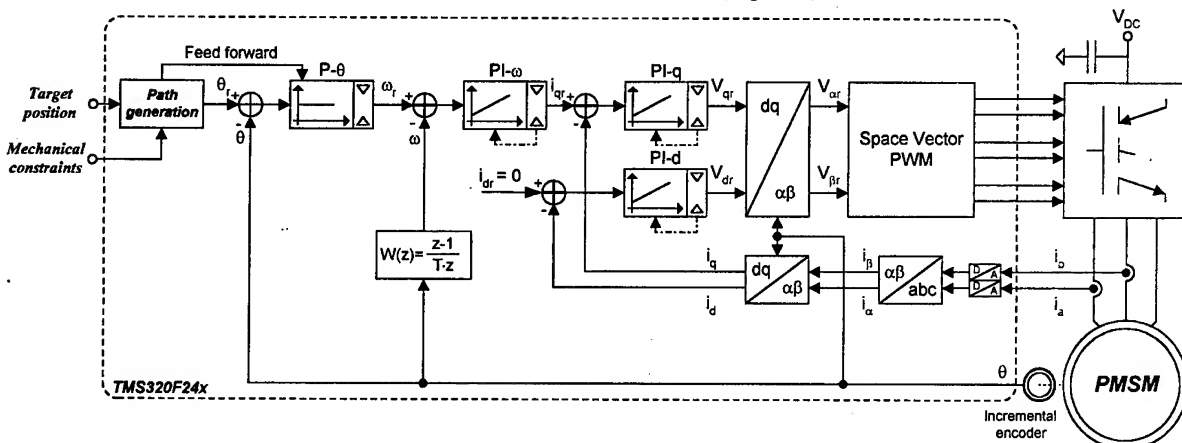 V_DC
Feed forward
P-θ
PI-ω
PI-q
Target
position
Path
generation
θ_r
+
-
θ
ω_r
+
-
ω
i_qr
+
-
V_qr
dq
αβ
V_αr
V_βr
Space Vector
PWM
Mechanical
constraints
i_dr = 0
+
-
PI-d
V_dr
W(z)= z-1 / T·z
i_q
i_d
dq
αβ
i_β
i_α
αβ
abc
D A
D A
i_b
i_a
TMS320F24x
θ
Incremental
encoder
PMSM